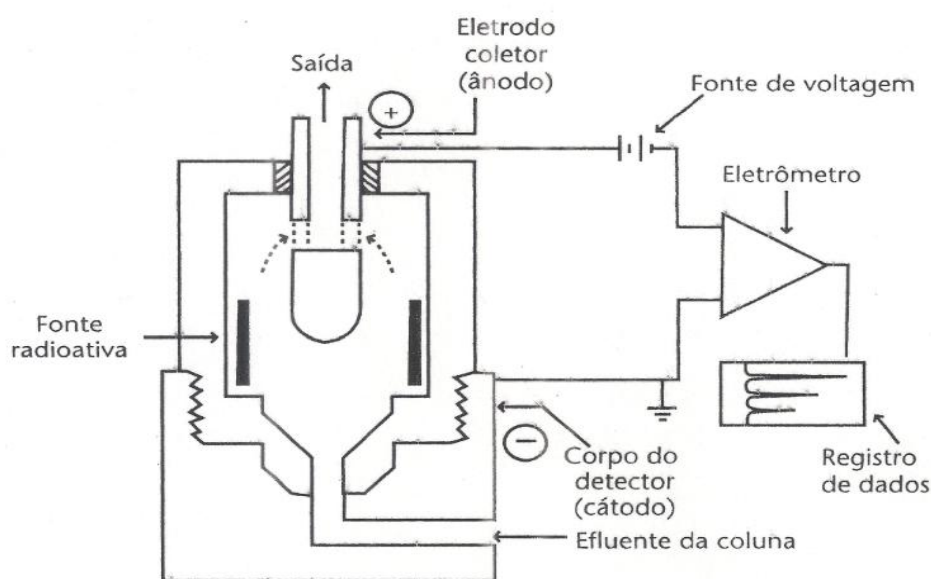 Eletrodo
coletor
(ânodo)
Saída
+
Fonte de voltagem
Eletrômetro
Fonte
radioativa
−
Corpo do
detector
(cátodo)
Registro
de dados
Efluente da coluna